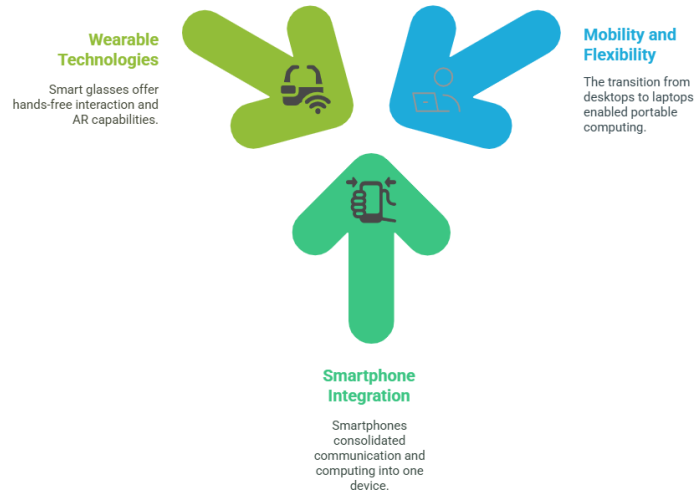 Wearable
Technologies
Smart glasses offer
hands-free interaction and
AR capabilities.
Mobility and
Flexibility
The transition from
desktops to laptops
enabled portable
computing.
Smartphone
Integration
Smartphones
consolidated
communication and
computing into one
device.